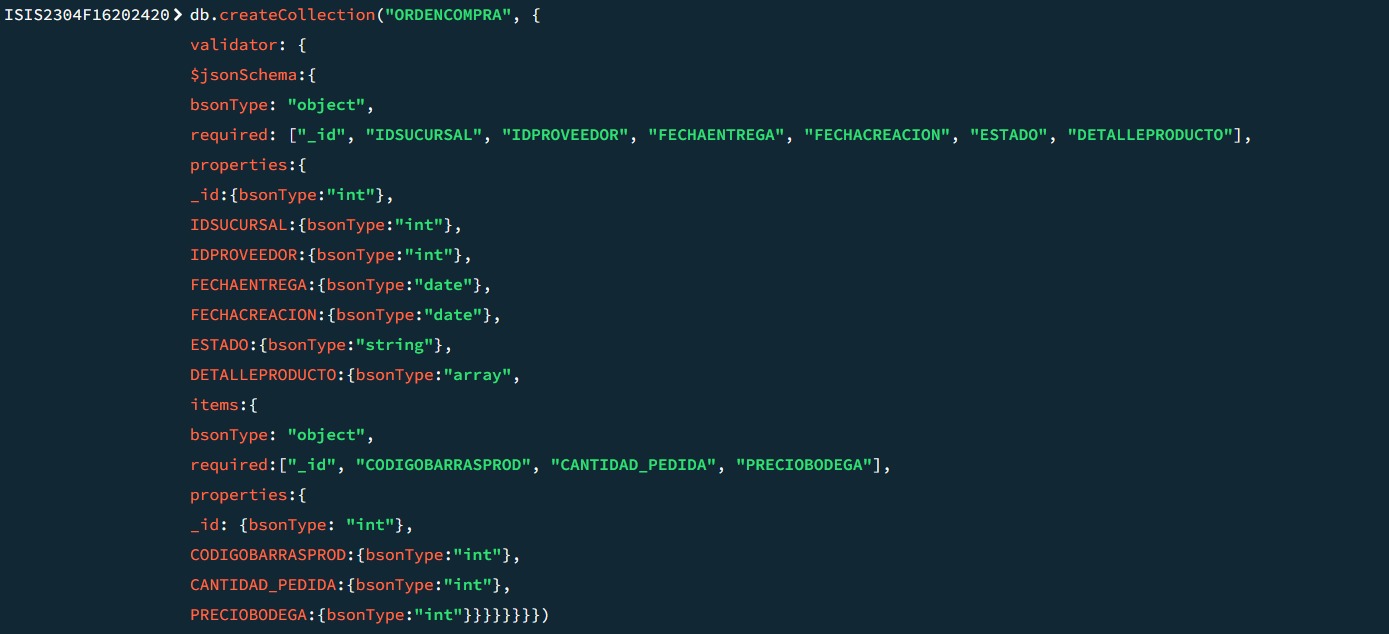 ISIS2304F16202420> db.createCollection("ORDENCOMPRA", {
validator: {
$jsonSchema:{
bsonType: "object",
required: ["_id", "IDSUCURSAL", "IDPROVEEDOR", "FECHAENTREGA", "FECHACREACION", "ESTADO", "DETALLEPRODUCTO"],
properties:{
_id:{bsonType:"int"},
IDSUCURSAL:{bsonType:"int"},
IDPROVEEDOR:{bsonType:"int"},
FECHAENTREGA:{bsonType:"date"},
FECHACREACION:{bsonType:"date"},
ESTADO:{bsonType:"string"},
DETALLEPRODUCTO:{bsonType:"array",
items:{
bsonType: "object",
required:["_id", "CODIGOBARRASPROD", "CANTIDAD_PEDIDA", "PRECIOBODEGA"],
properties:{
_id: {bsonType: "int"},
CODIGOBARRASPROD:{bsonType:"int"},
CANTIDAD_PEDIDA:{bsonType:"int"},
PRECIOBODEGA:{bsonType:"int"}}}}}}}})